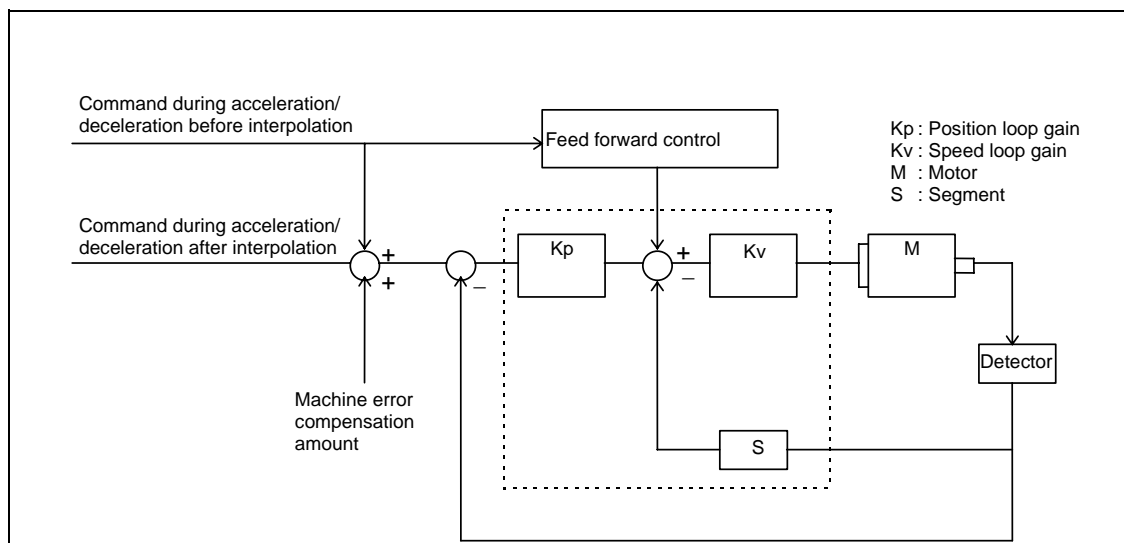 Command during acceleration/
deceleration before interpolation
Feed forward control
Kp : Position loop gain
Kv : Speed loop gain
M : Motor
S : Segment
Command during acceleration/
deceleration after interpolation
+
+
−
Kp
+
−
Kv
M
Detector
Machine error
compensation
amount
S